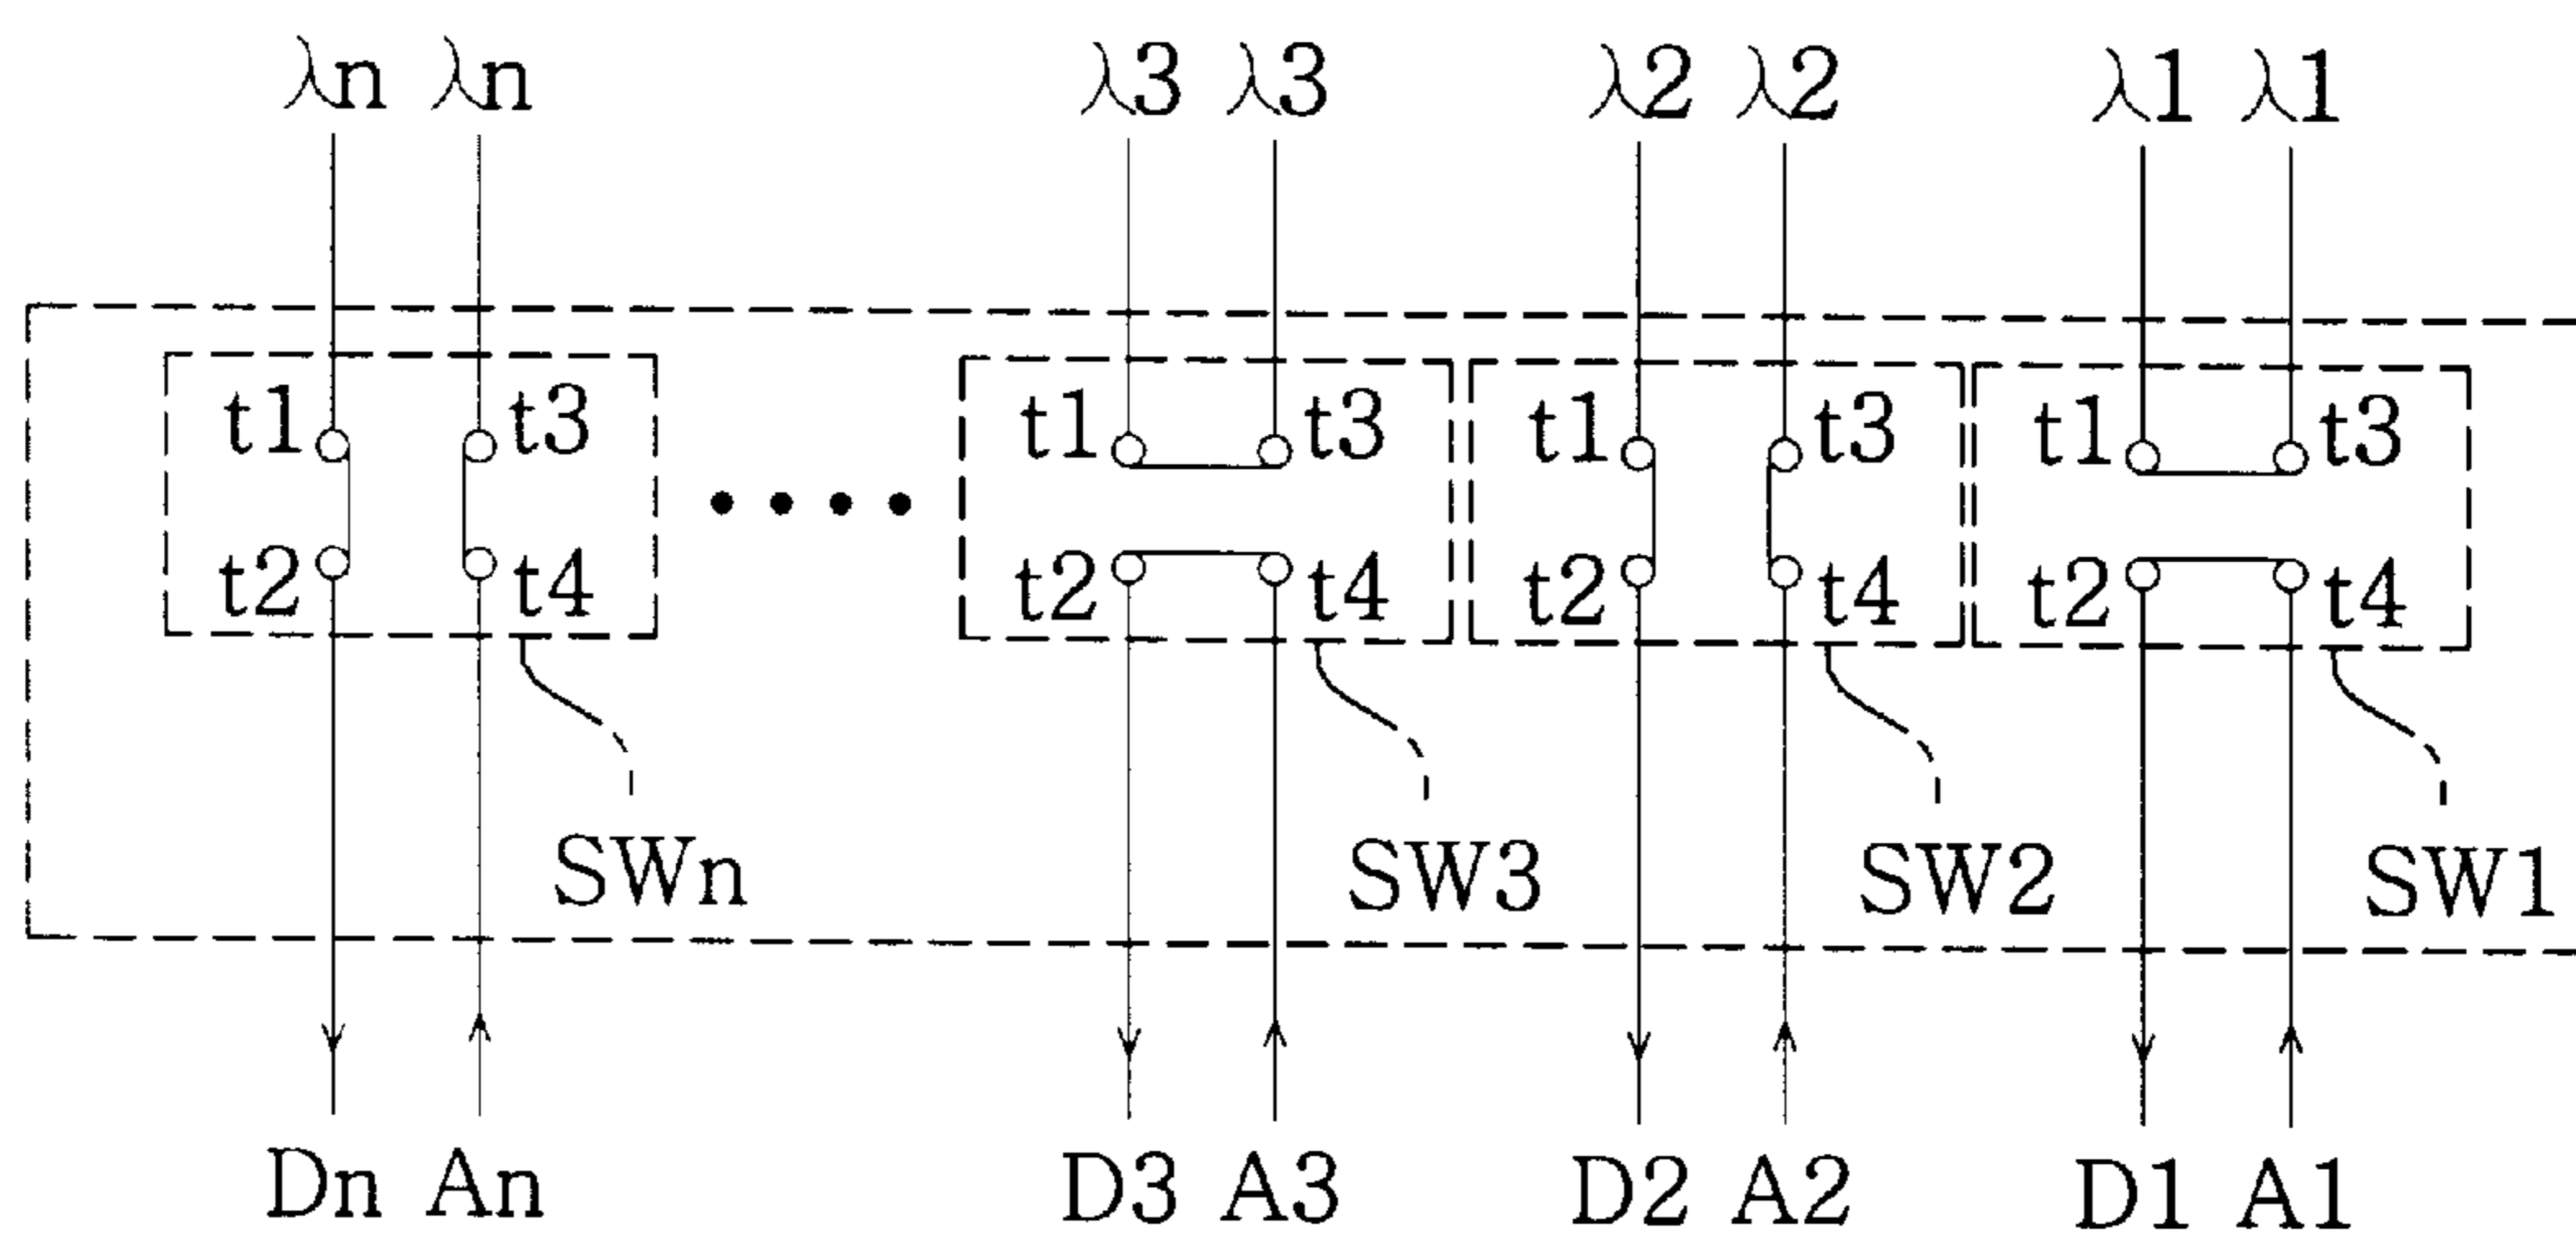 λn λn λ3 λ3 λ2 λ2 λ1 λ1
t1 t3 t1 t3 t1 t3 t1 t3
t2 t4 t2 t4 t2 t4 t2 t4
SWn SW3 SW2 SW1
Dn An D3 A3 D2 A2 D1 A1